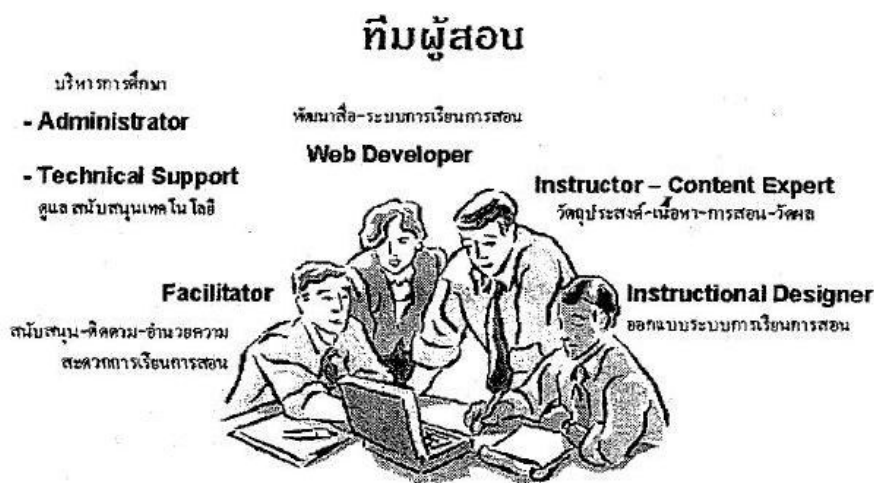 ทีมผู้สอน
บริหารการศึกษา
- Administrator
- Technical Support
ดูแล สนับสนุนเทคโนโลยี
พัฒนาสื่อ-ระบบการเรียนการสอน
Web Developer
Instructor – Content Expert
วัตถุประสงค์-เนื้อหา-การสอน-วัดผล
Facilitator
สนับสนุน-ติดตาม-อำนวยความ
สะดวกการเรียนการสอน
Instructional Designer
ออกแบบระบบการเรียนการสอน